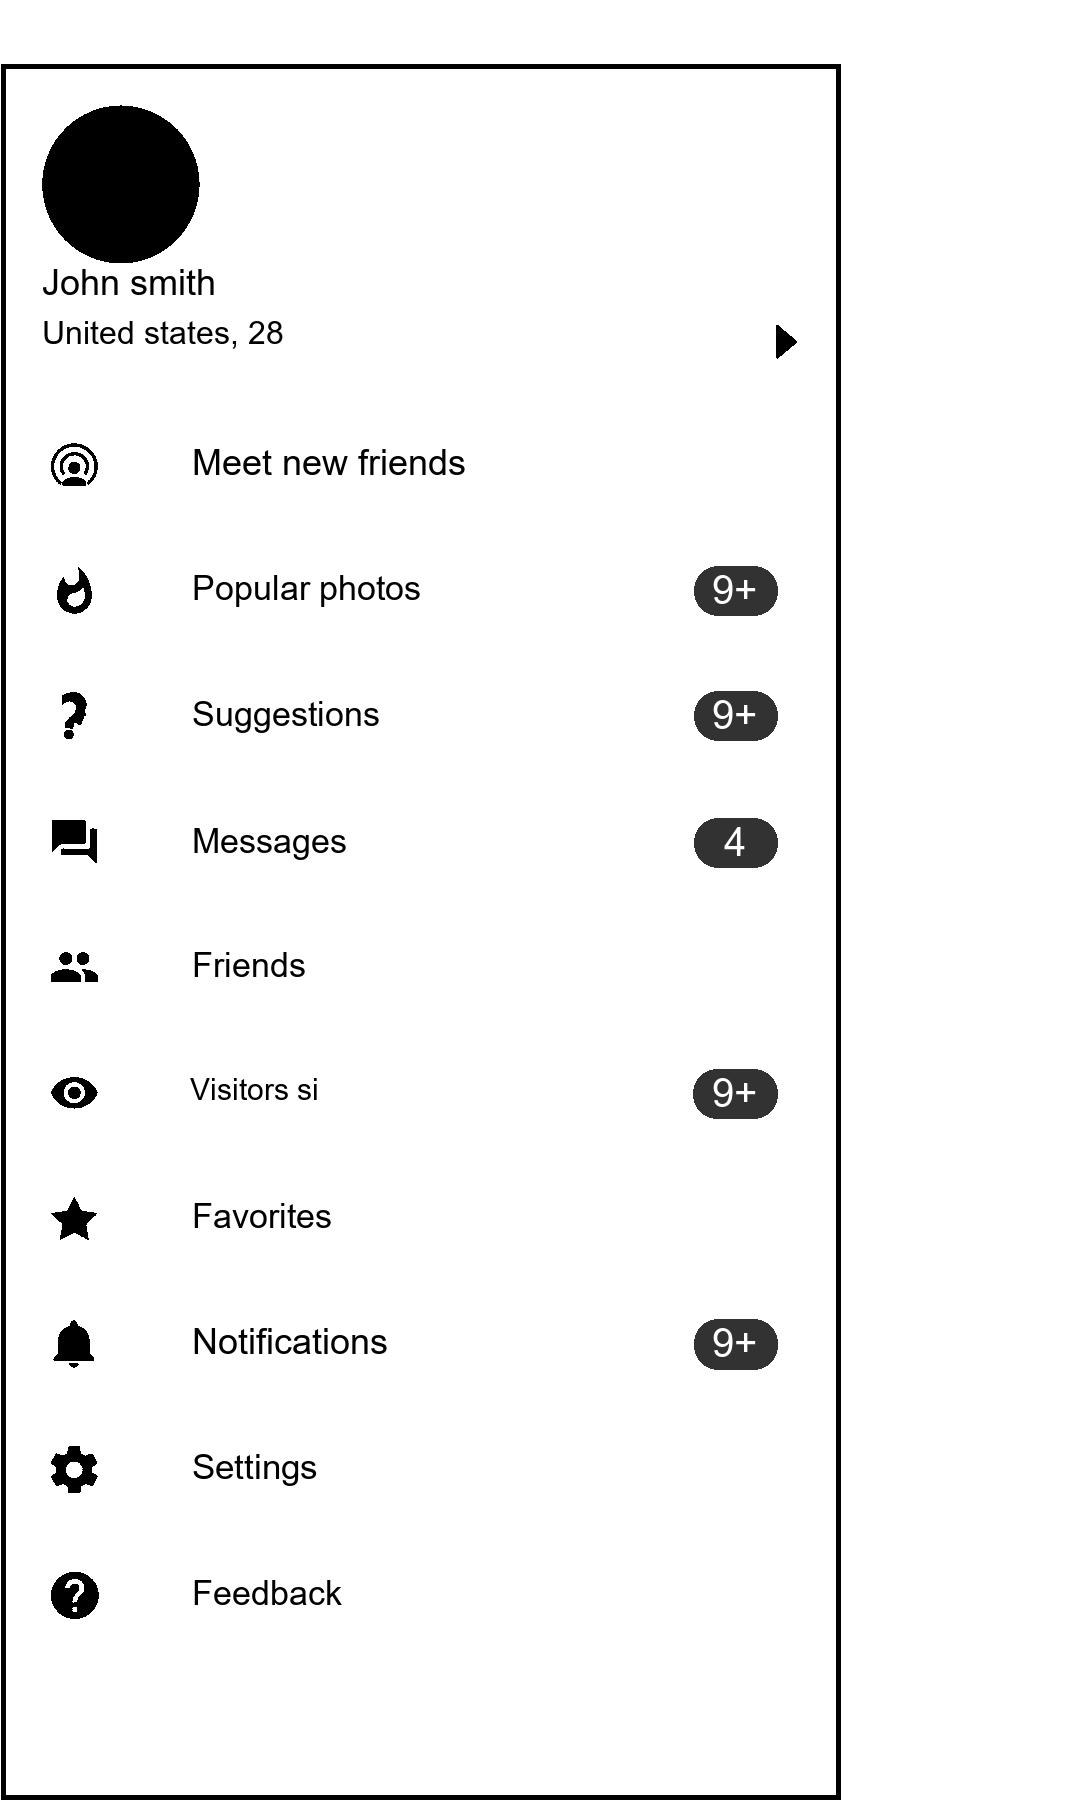 John smith
United states, 28
Meet new friends
Popular photos 9+
Suggestions 9+
Messages 4
Friends
Visitors si 9+
Favorites
Notifications 9+
Settings
Feedback